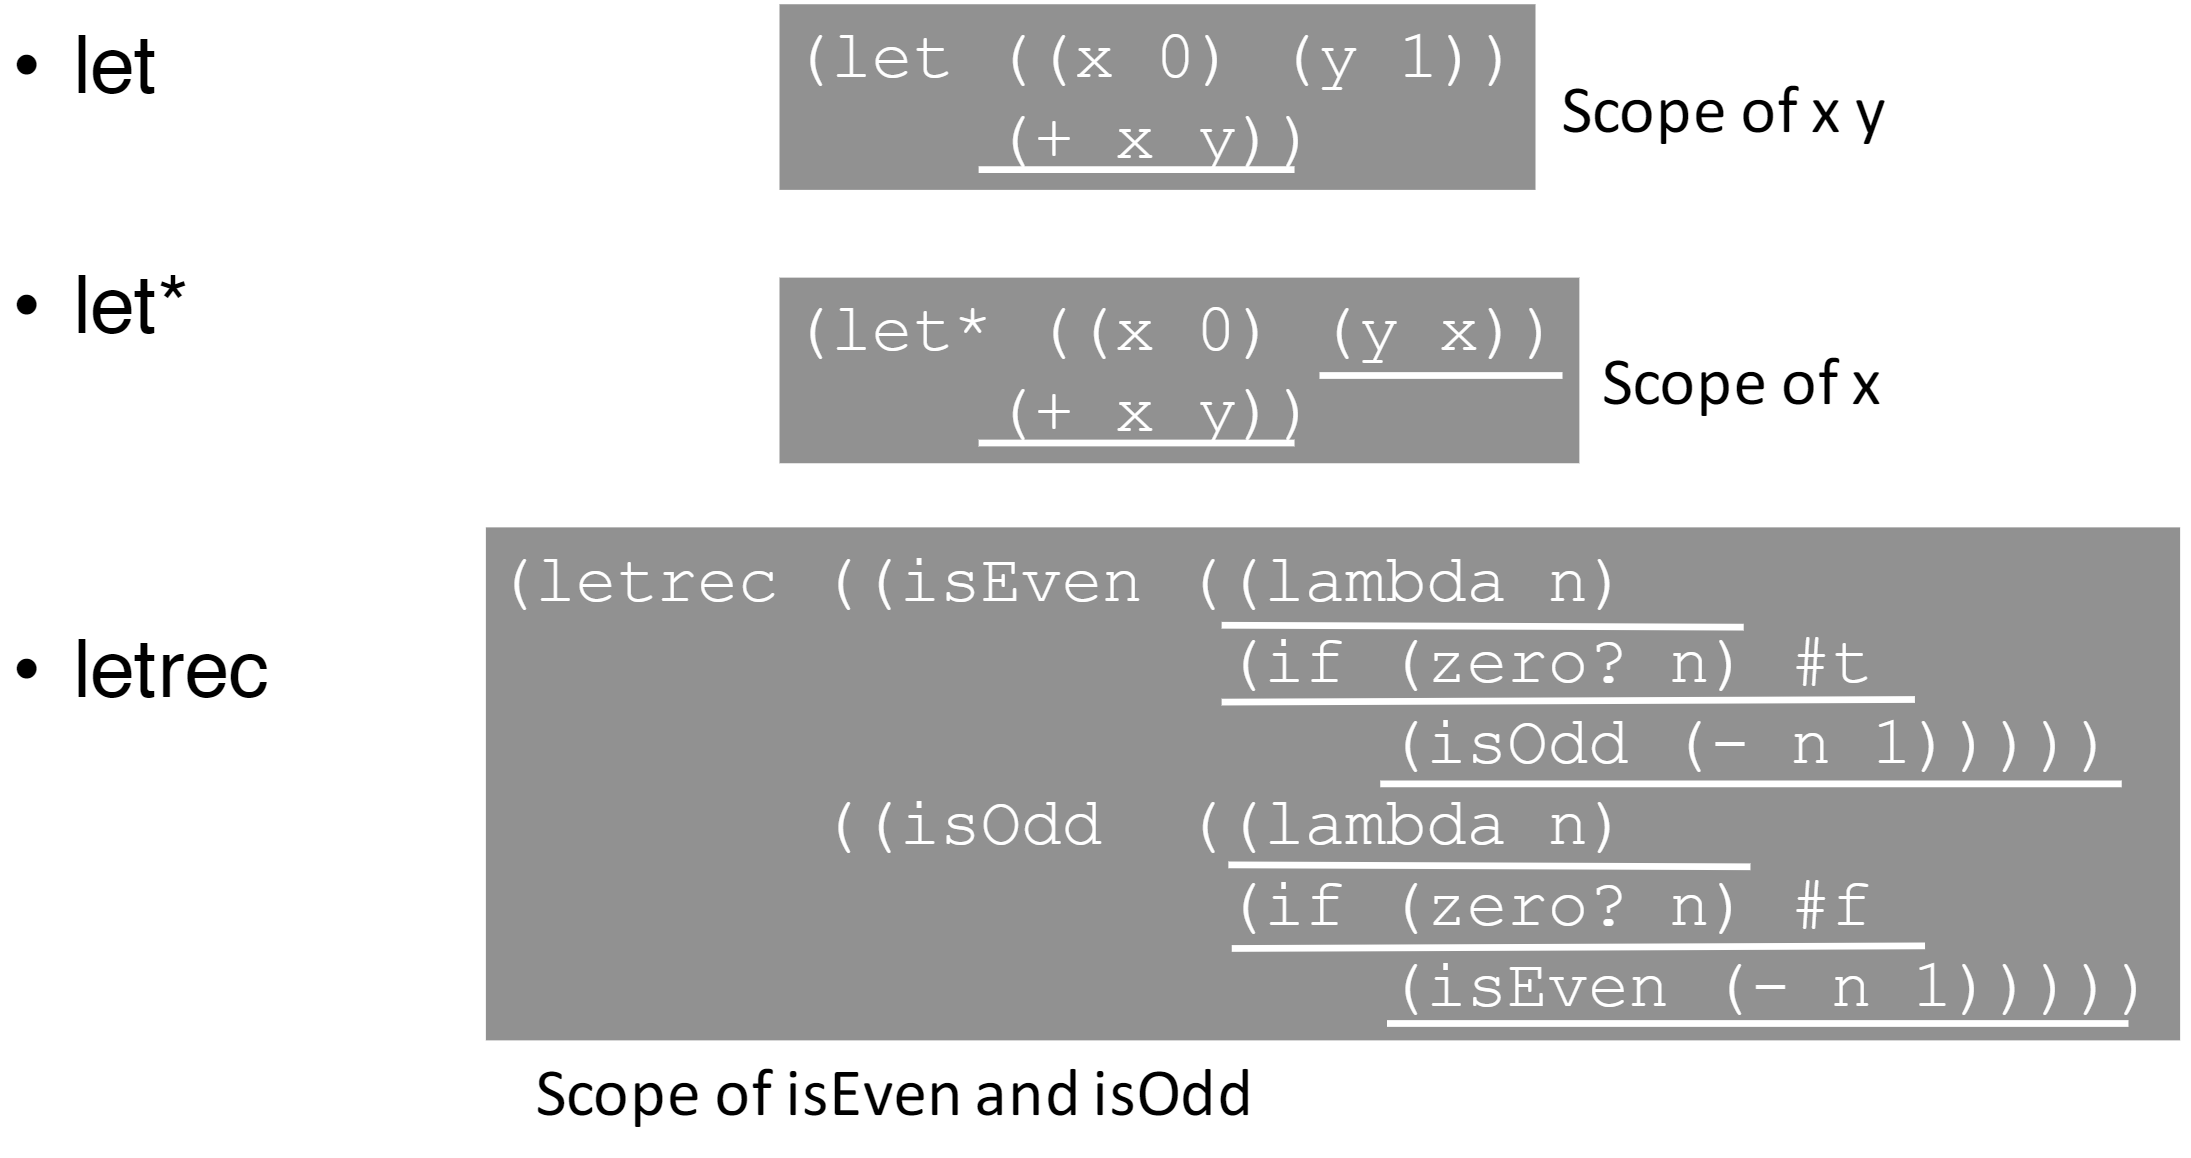 • let
(let ((x 0) (y 1))
(+ x y))
Scope of x y
• let*
(let* ((x 0) (y x))
(+ x y))
Scope of x
• letrec
(letrec ((isEven ((lambda n)
(if (zero? n) #t
(isOdd (- n 1)))))
((isOdd ((lambda n)
(if (zero? n) #f
(isEven (- n 1)))))
Scope of isEven and isOdd